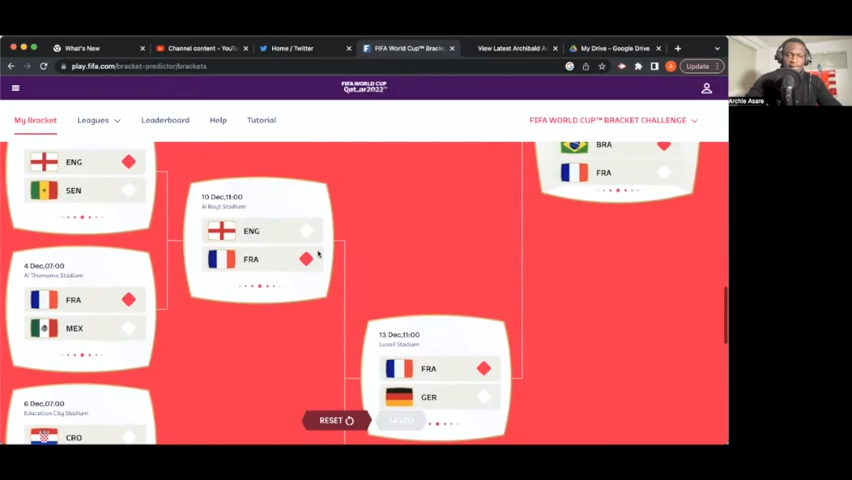 What's New
Channel content - YouTu
Home / Twitter
FIFA World Cup™ Brack
View Latest Archibald As
My Drive - Google Drive
play.fifa.com/bracket-predictor/brackets
Update
FIFA WORLD CUP
Qatar2022™
Archie Asare
My Bracket
Leagues
Leaderboard
Help
Tutorial
FIFA WORLD CUP™ BRACKET CHALLENGE
ENG
SEN
10 Dec,11:00
Al Bayt Stadium
ENG
FRA
BRA
FRA
4 Dec,07:00
Al Thumama Stadium
FRA
MEX
13 Dec,11:00
Lusail Stadium
FRA
GER
6 Dec,07:00
Education City Stadium
CRO
RESET
SAVED